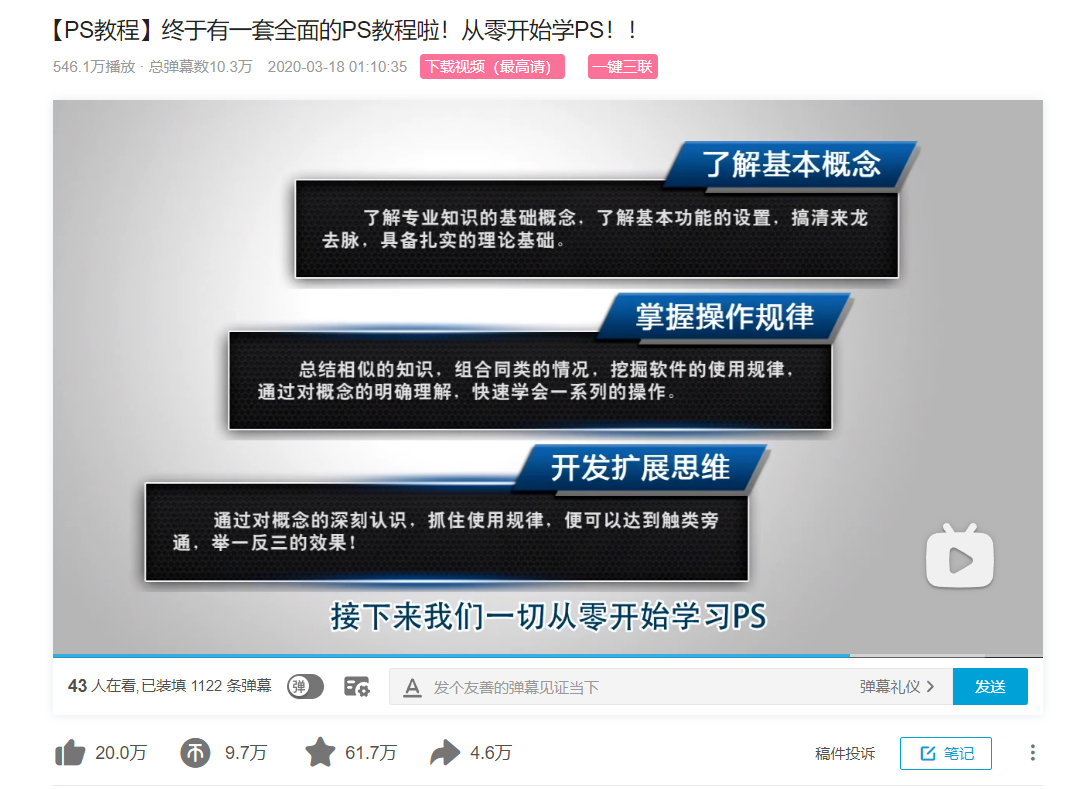 【PS教程】终于有一套全面的PS教程啦！从零开始学PS！！
546.1万播放 · 总弹幕数10.3万 2020-03-18 01:10:35 下载视频（最高清） 一键三联
了解基本概念
了解专业知识的基础概念，了解基本功能的设置，搞清来龙
去脉，具备扎实的理论基础。
掌握操作规律
总结相似的知识，组合同类的情况，挖掘软件的使用规律，
通过对概念的明确理解，快速学会一系列的操作。
开发扩展思维
通过对概念的深刻认识，抓住使用规律，便可以达到触类旁
通，举一反三的效果！
接下来我们一切从零开始学习PS
43 人在看,已装填 1122 条弹幕 弹 A 发个友善的弹幕见证当下 弹幕礼仪 发送
20.0万 币 9.7万 61.7万 4.6万 稿件投诉 笔记